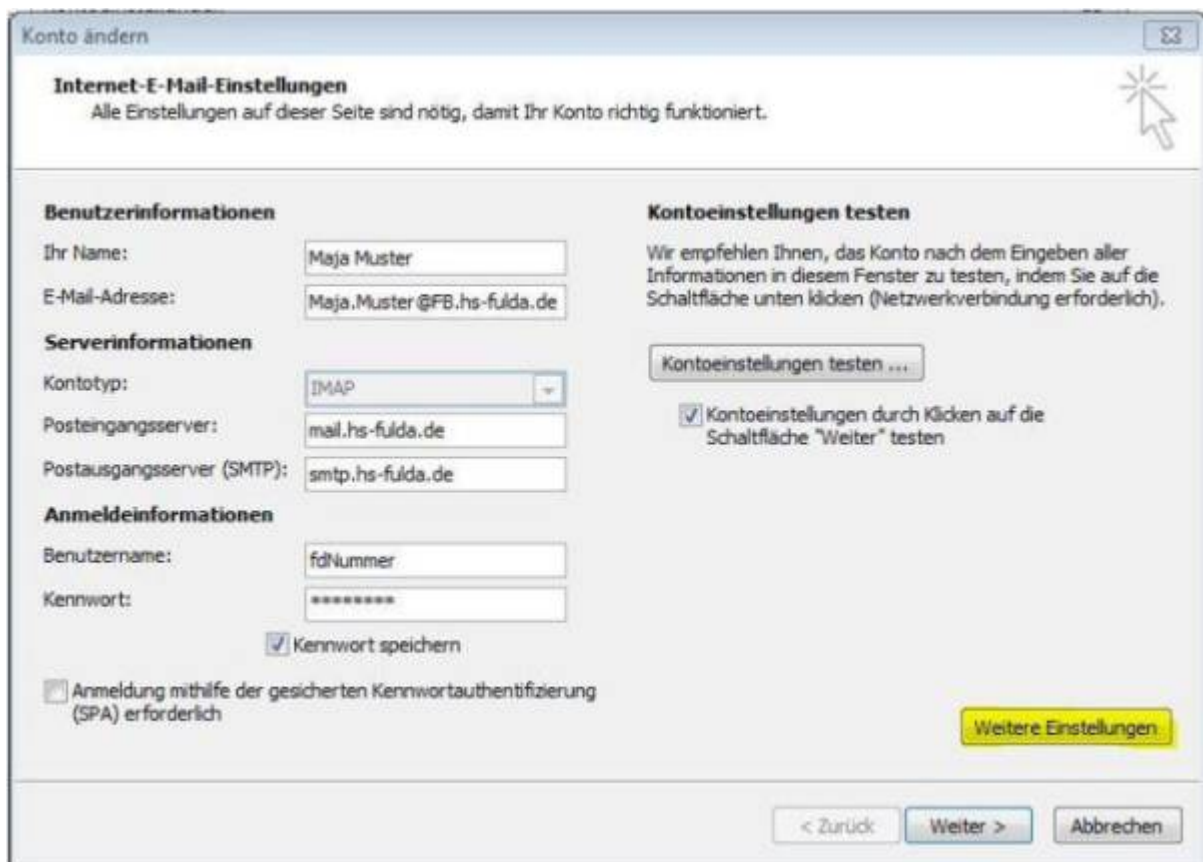 Konto ändern
Internet-E-Mail-Einstellungen
Alle Einstellungen auf dieser Seite sind nötig, damit Ihr Konto richtig funktioniert.
Benutzerinformationen
Ihr Name:
Maja Muster
E-Mail-Adresse:
Maja.Muster@FB.hs-fulda.de
Serverinformationen
Kontotyp:
IMAP
Posteingangsserver:
mail.hs-fulda.de
Postausgangsserver (SMTP):
smtp.hs-fulda.de
Anmeldeinformationen
Benutzername:
fdNummer
Kennwort:
********
Kennwort speichern
Anmeldung mithilfe der gesicherten Kennwortauthentifizierung
(SPA) erforderlich
Kontoeinstellungen testen
Wir empfehlen Ihnen, das Konto nach dem Eingeben aller
Informationen in diesem Fenster zu testen, indem Sie auf die
Schaltfläche unten klicken (Netzwerkverbindung erforderlich).
Kontoeinstellungen testen ...
Kontoeinstellungen durch Klicken auf die
Schaltfläche "Weiter" testen
Weitere Einstellungen
< Zurück
Weiter >
Abbrechen